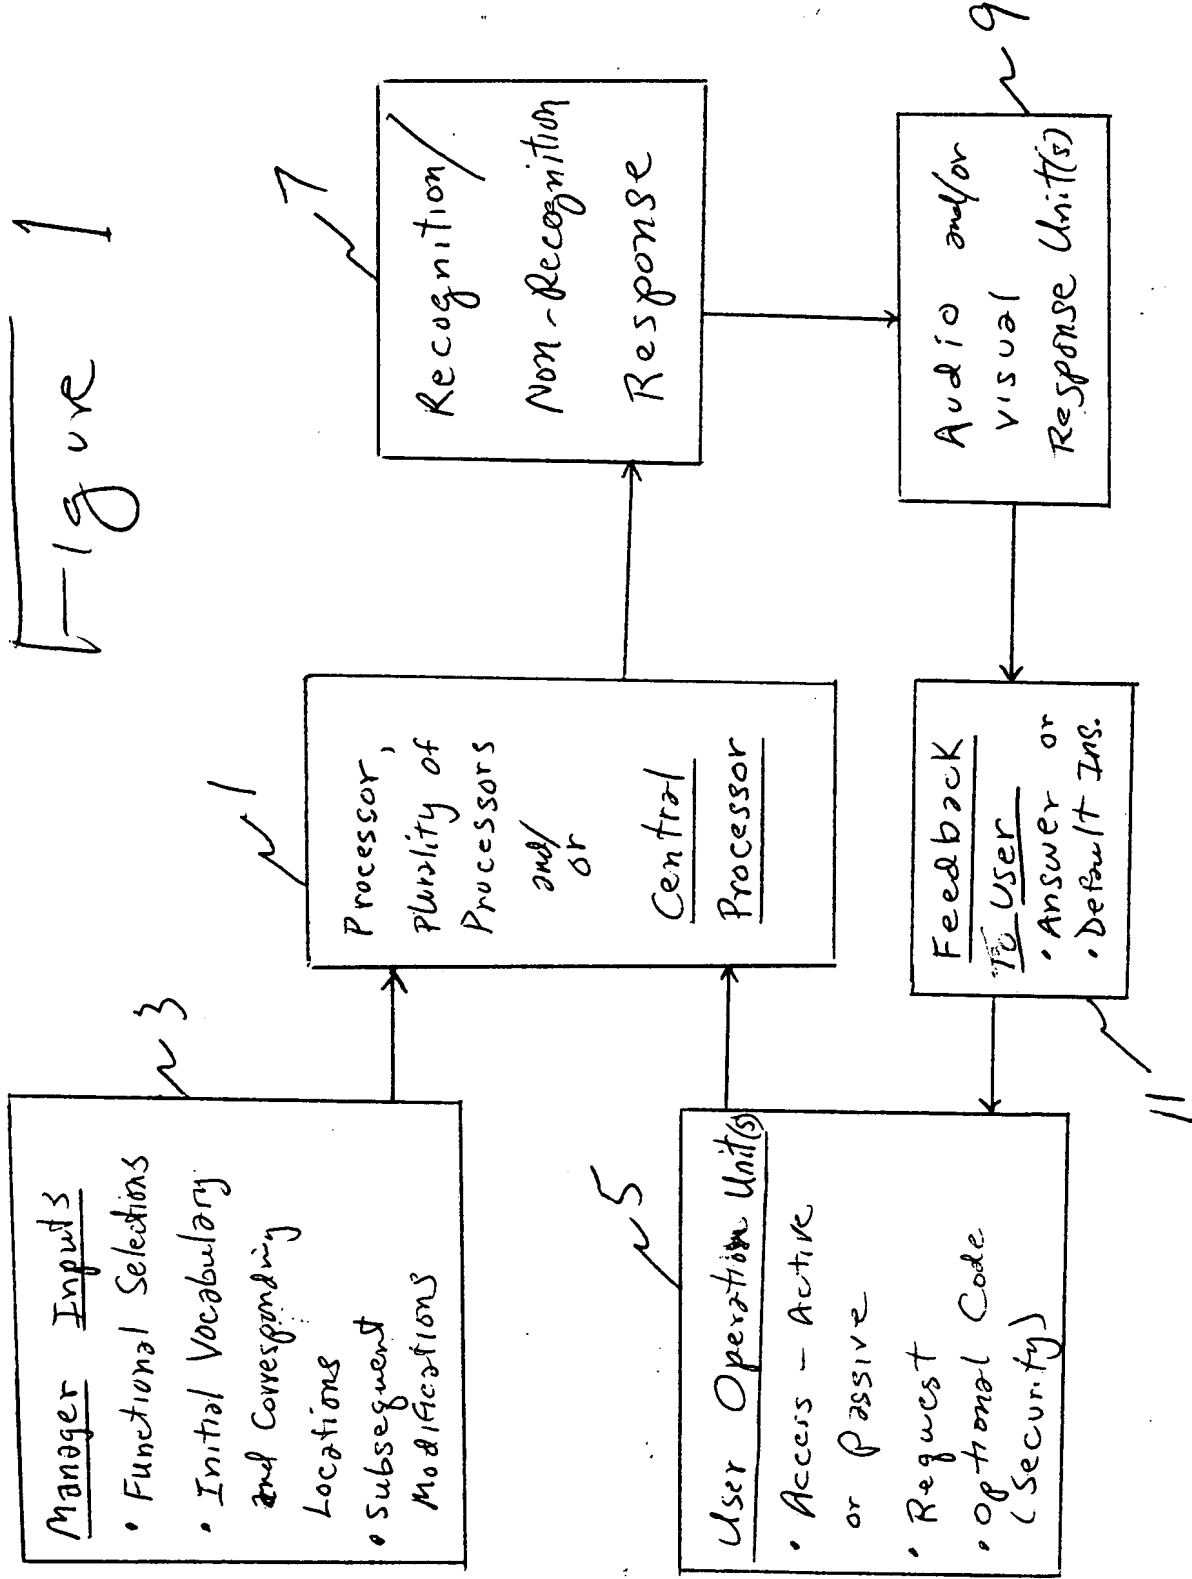 Figure 1
3
Manager Inputs
• Functional Selections
• Initial Vocabulary
and Corresponding
Locations
• Subsequent
Modifications
1
Processor,
Plurality of
Processors
and/
or
Central
Processor
7
Recognition/
Non-Recognition
Response
5
User Operation Unit(s)
• Access - Active
or Passive
• Request
• Optional Code
(Security)
11
Feedback
To User
• Answer or
• Default Ins.
9
Audio and/or
Visual
Response Unit(s)